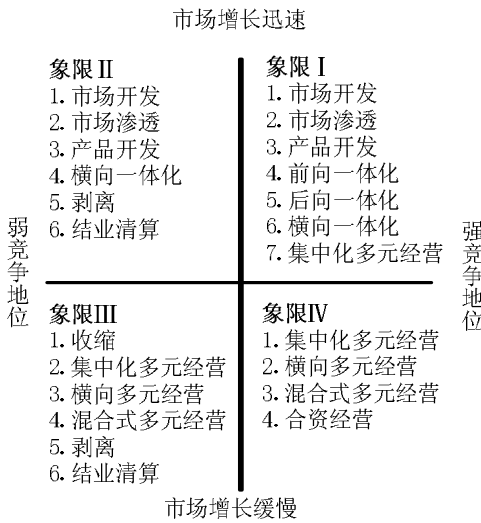 市场增长迅速
象限Ⅱ
1. 市场开发
2. 市场渗透
3. 产品开发
4. 横向一体化
5. 剥离
6. 结业清算
象限Ⅰ
1. 市场开发
2. 市场渗透
3. 产品开发
4. 前向一体化
5. 后向一体化
6. 横向一体化
7. 集中化多元经营
弱竞争地位
强竞争地位
象限Ⅲ
1. 收缩
2. 集中化多元经营
3. 横向多元经营
4. 混合式多元经营
5. 剥离
6. 结业清算
象限Ⅳ
1. 集中化多元经营
2. 横向多元经营
3. 混合式多元经营
4. 合资经营
市场增长缓慢